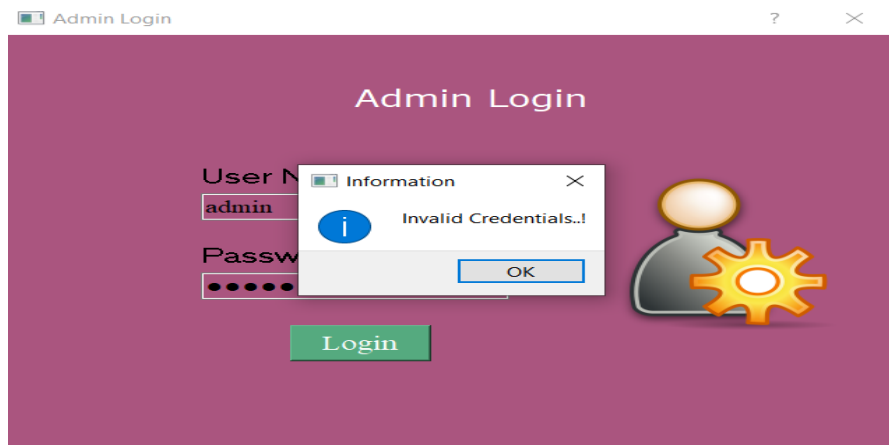 Admin Login
Admin Login
User N
admin
Information
Invalid Credentials..!
OK
Passw
Login